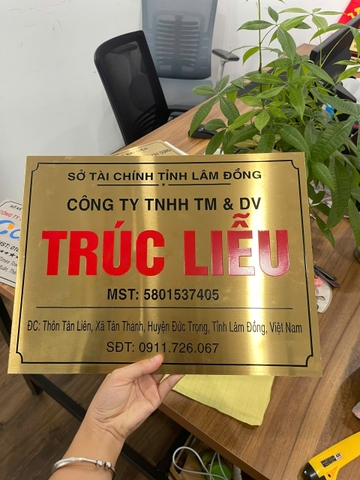 SỞ TÀI CHÍNH TỈNH LÂM ĐỒNG
CÔNG TY TNHH TM & DV
TRÚC LIỄU
MST: 5801537405
ĐC: Thôn Tân Liên, Xã Tân Thanh, Huyện Đức Trọng, Tỉnh Lâm Đồng, Việt Nam
SĐT: 0911.726.067